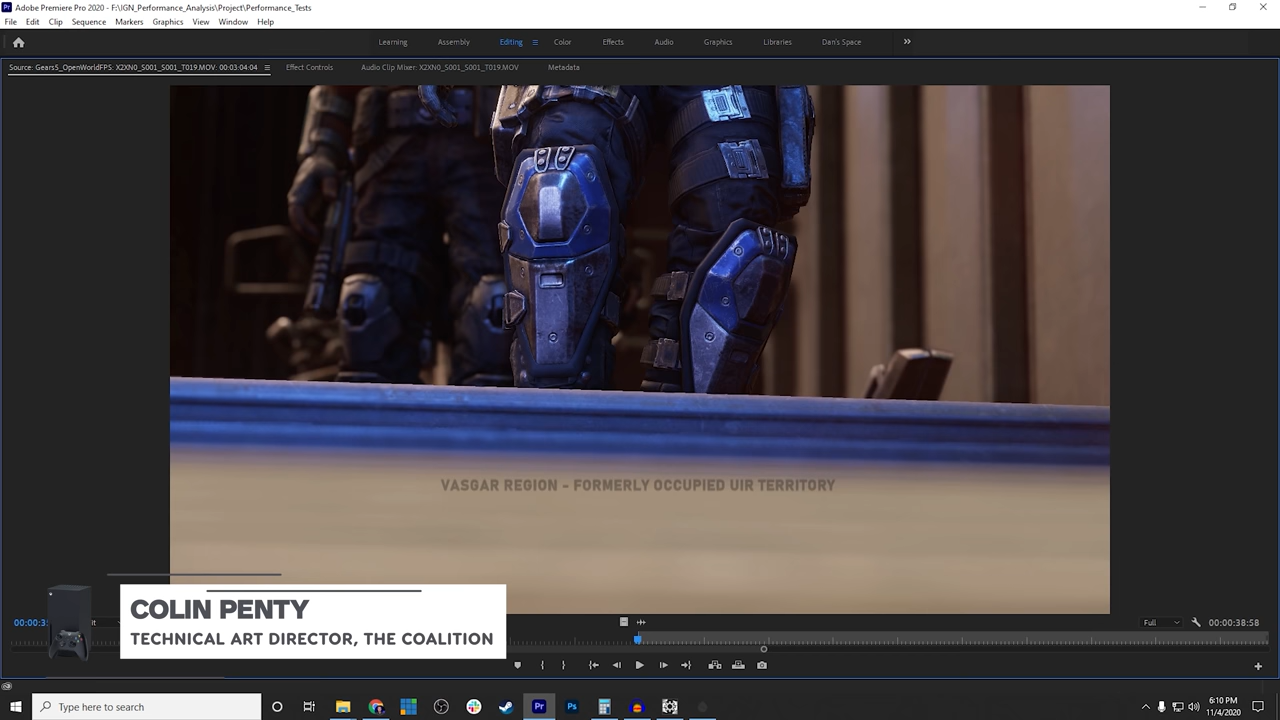 Adobe Premiere Pro 2020 - F:\IGN_Performance_Analysis\Project\Performance_Tests
File Edit Clip Sequence Markers Graphics View Window Help
Learning Assembly Editing Color Effects Audio Graphics Libraries Dan's Space
Source: Gears5_OpenWorldFPS: X2XN0_S001_S001_T019.MOV: 00:03:04:04 Effect Controls Audio Clip Mixer: X2XN0_S001_S001_T019.MOV Metadata
VASGAR REGION - FORMERLY OCCUPIED UIR TERRITORY
COLIN PENTY
TECHNICAL ART DIRECTOR, THE COALITION
Full 00:00:38:58
Type here to search
6:10 PM
11/4/2020